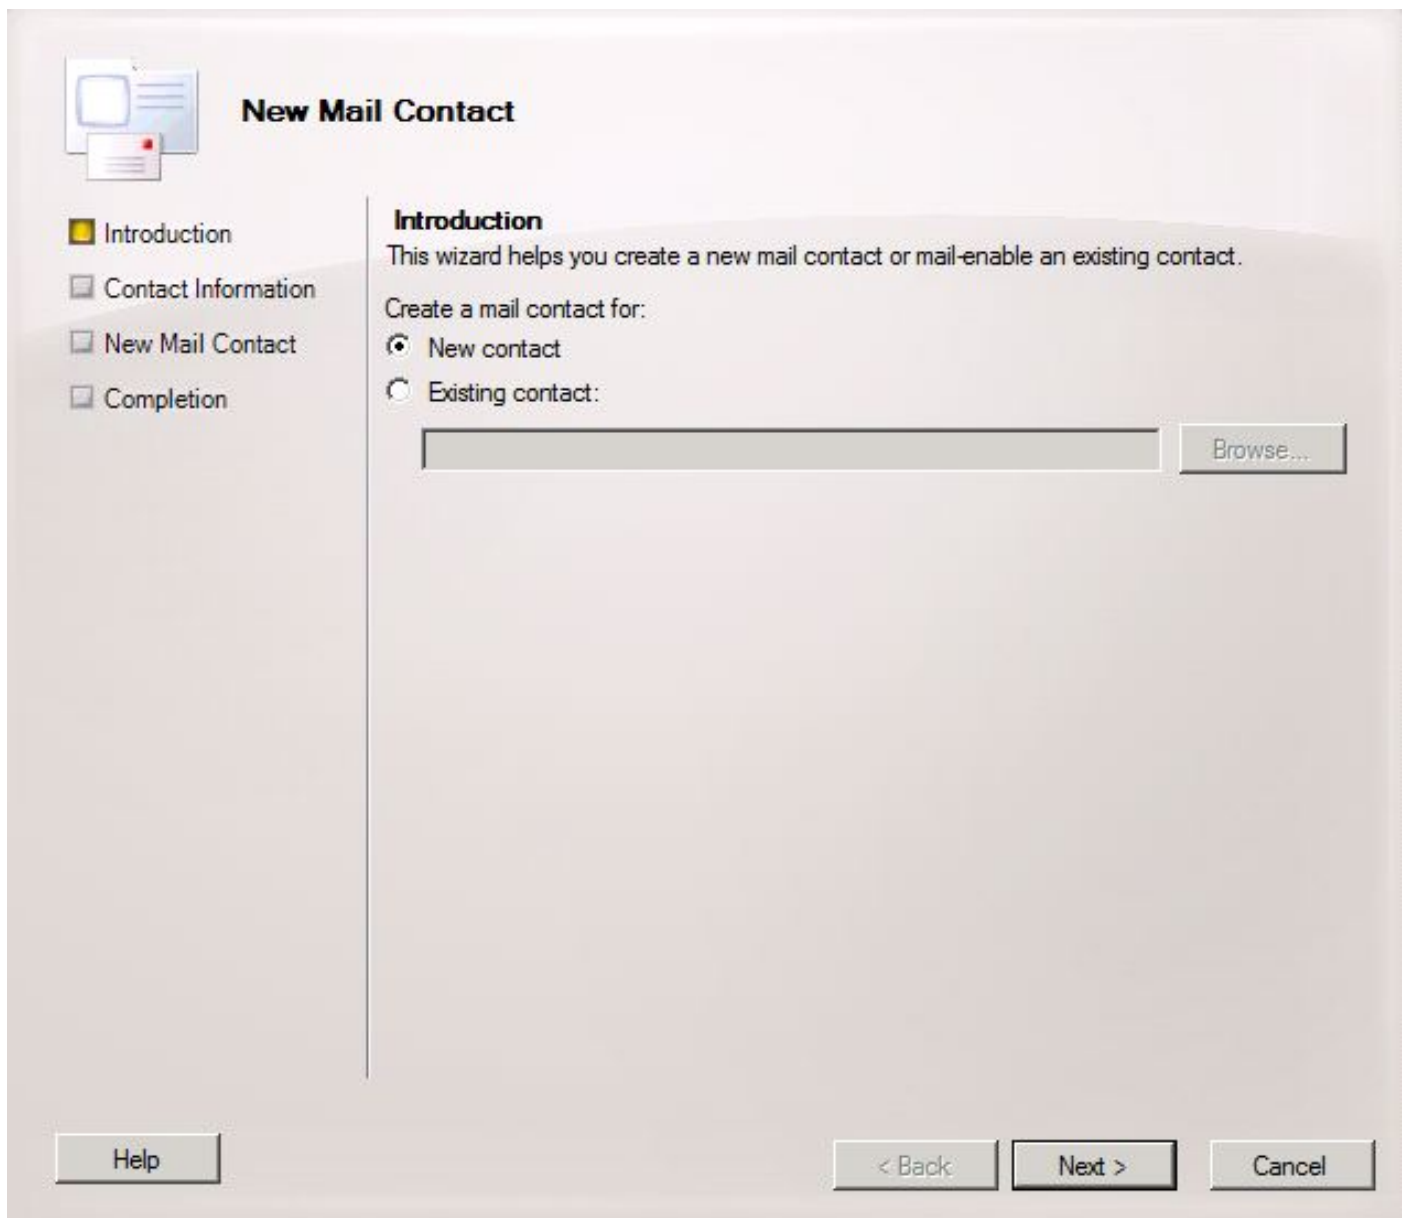 New Mail Contact
Introduction
Contact Information
New Mail Contact
Completion
Introduction
This wizard helps you create a new mail contact or mail-enable an existing contact.
Create a mail contact for:
New contact
Existing contact:
Browse...
Help
< Back
Next >
Cancel